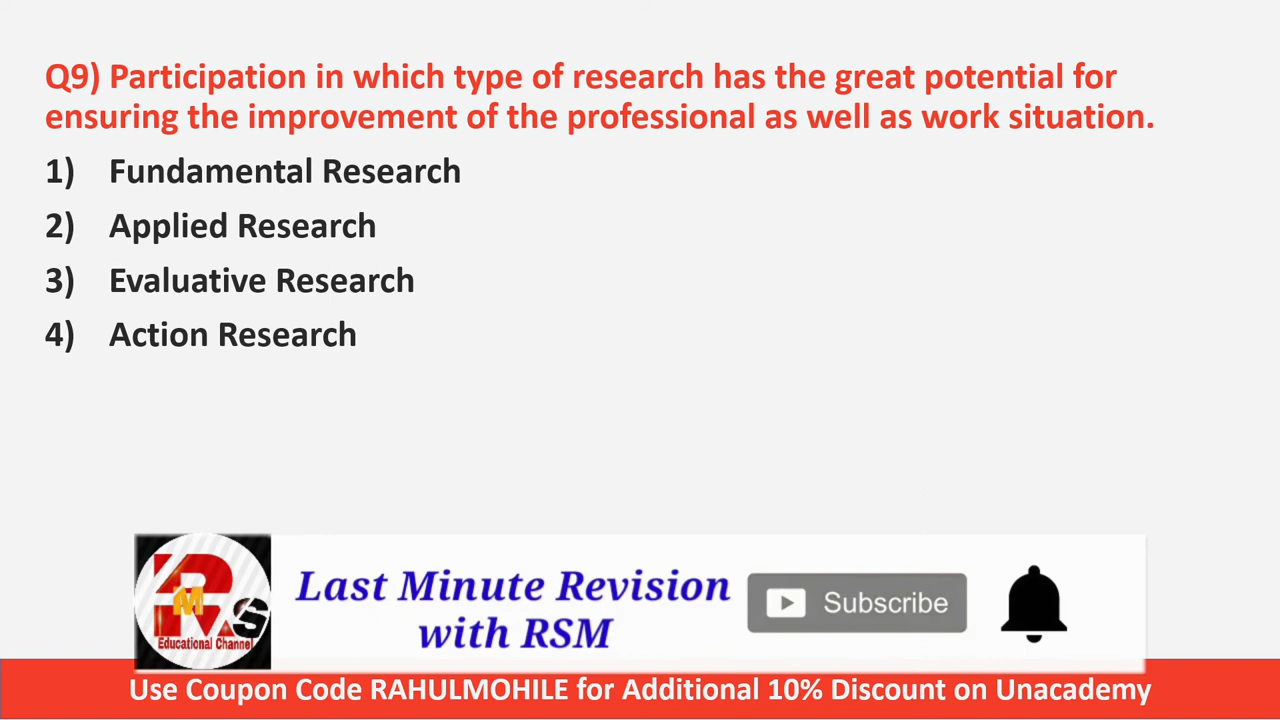 Q9) Participation in which type of research has the great potential for
ensuring the improvement of the professional as well as work situation.
1) Fundamental Research
2) Applied Research
3) Evaluative Research
4) Action Research
RMS
Educational Channel
Last Minute Revision
with RSM
Subscribe
Use Coupon Code RAHULMOHILE for Additional 10% Discount on Unacademy